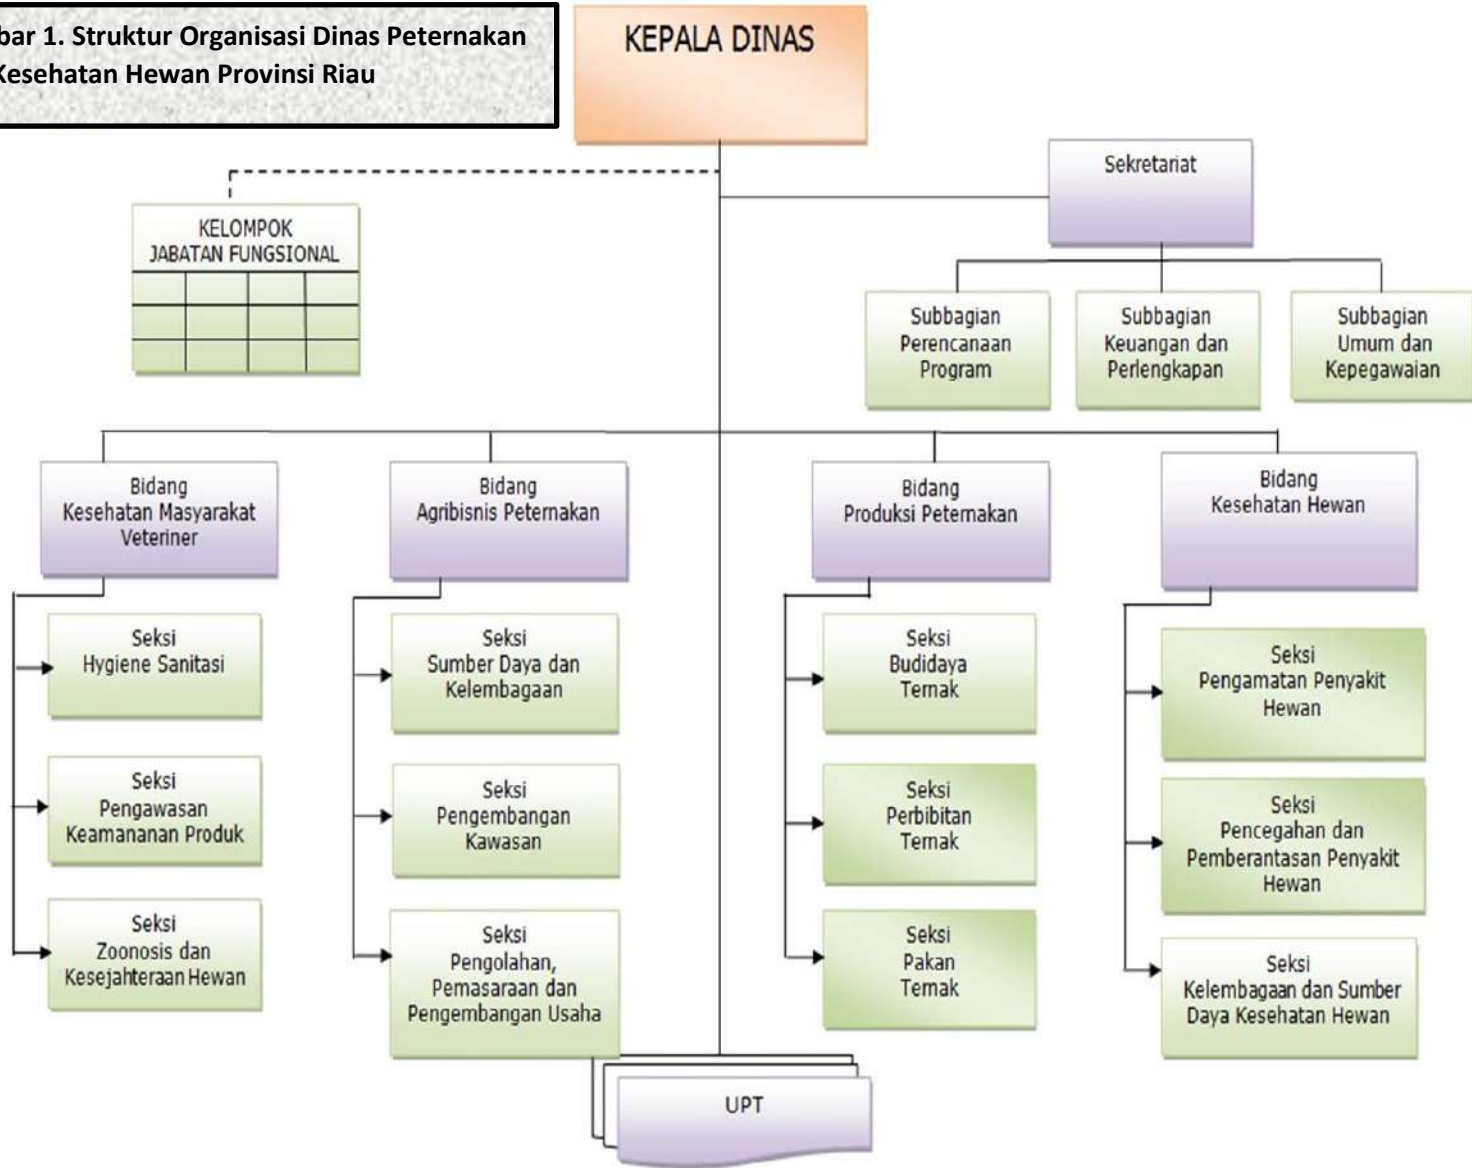 bar 1. Struktur Organisasi Dinas Peternakan
Kesehatan Hewan Provinsi Riau
KEPALA DINAS
Sekretariat
KELOMPOK
JABATAN FUNGSIONAL
Subbagian
Perencanaan
Program
Subbagian
Keuangan dan
Perlengkapan
Subbagian
Umum dan
Kepegawaian
Bidang
Kesehatan Masyarakat
Veteriner
Bidang
Agribisnis Peternakan
Bidang
Produksi Peternakan
Bidang
Kesehatan Hewan
Seksi
Hygiene Sanitasi
Seksi
Pengawasan
Keamananan Produk
Seksi
Zoonosis dan
Kesejahteraan Hewan
Seksi
Sumber Daya dan
Kelembagaan
Seksi
Pengembangan
Kawasan
Seksi
Pengolahan,
Pemasaraan dan
Pengembangan Usaha
Seksi
Budidaya
Ternak
Seksi
Perbibitan
Ternak
Seksi
Pakan
Ternak
Seksi
Pengamatan Penyakit
Hewan
Seksi
Pencegahan dan
Pemberantasan Penyakit
Hewan
Seksi
Kelembagaan dan Sumber
Daya Kesehatan Hewan
UPT